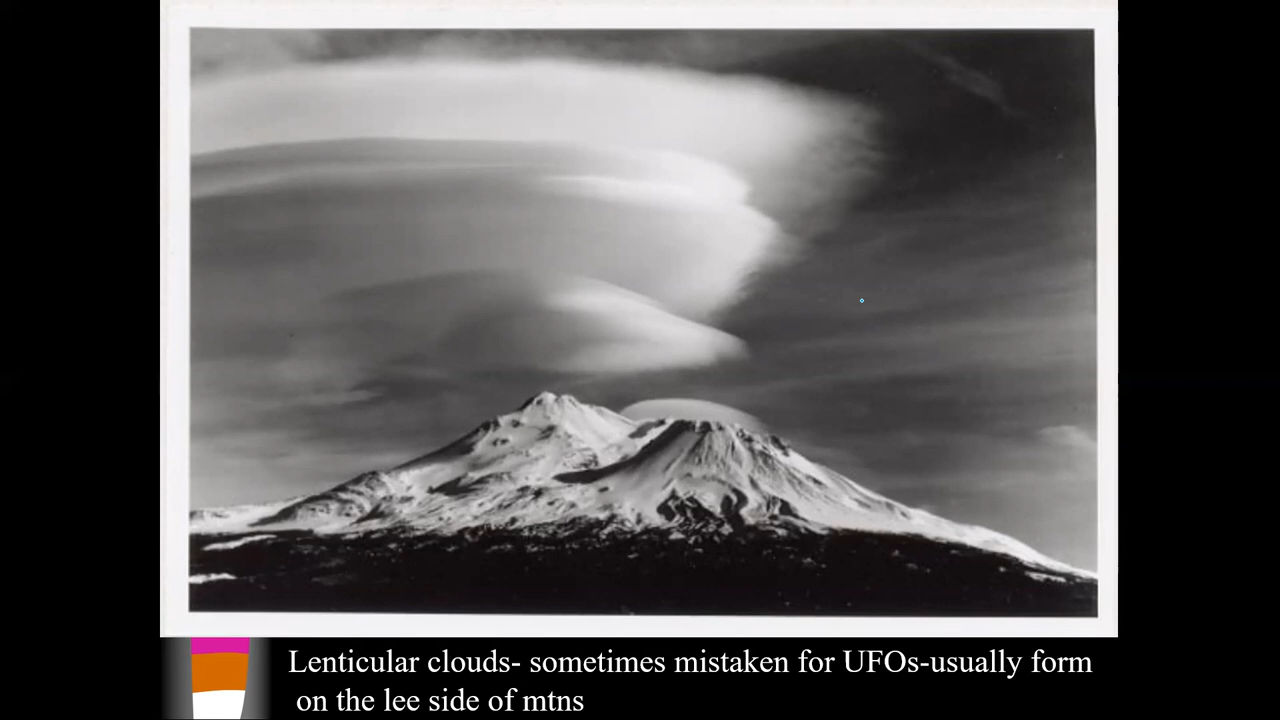 Lenticular clouds- sometimes mistaken for UFOs-usually form
on the lee side of mtns